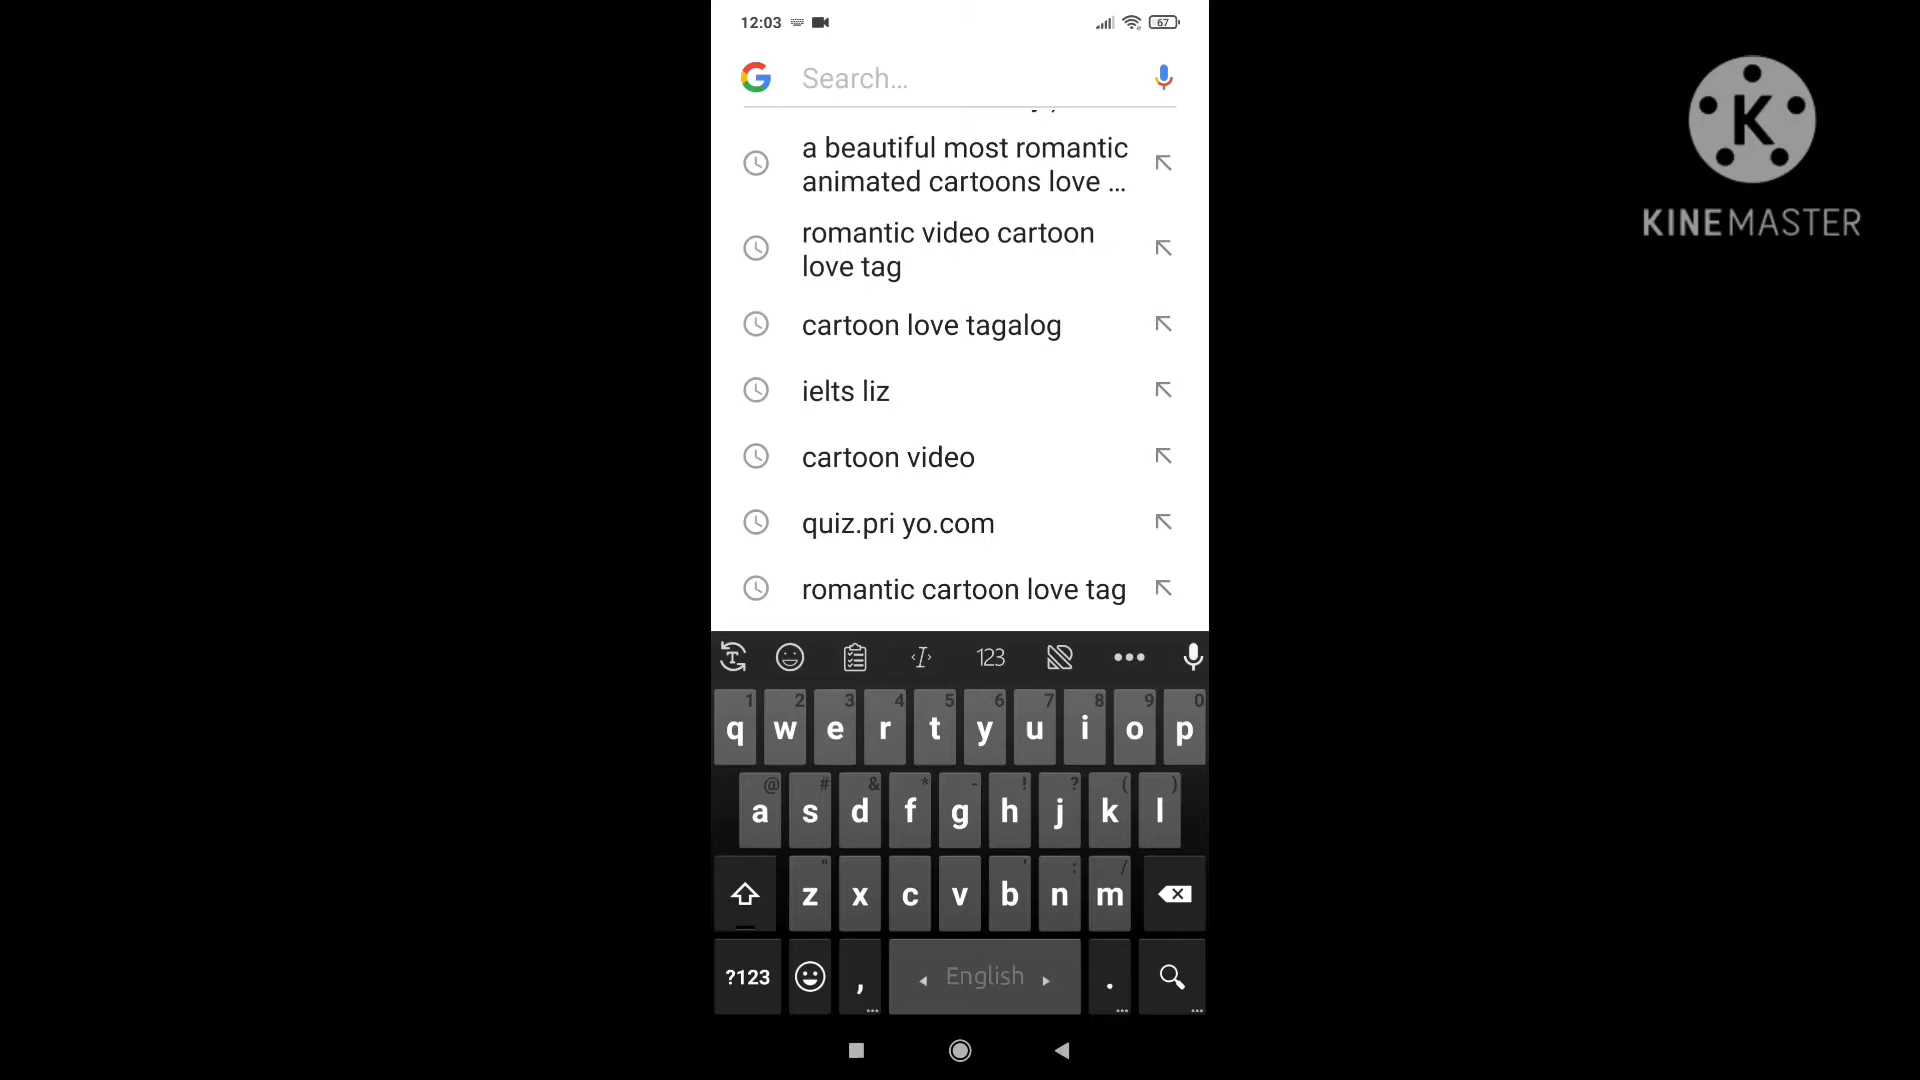 12:03
67
Search...
a beautiful most romantic
animated cartoons love ...
romantic video cartoon
love tag
cartoon love tagalog
ielts liz
cartoon video
quiz.pri yo.com
romantic cartoon love tag
K
KINEMASTER
T 123
1 2 3 4 5 6 7 8 9 0
q w e r t y u i o p
@ # & * - ! ? ( )
a s d f g h j k l
" ' : /
z x c v b n m
?123 , English .